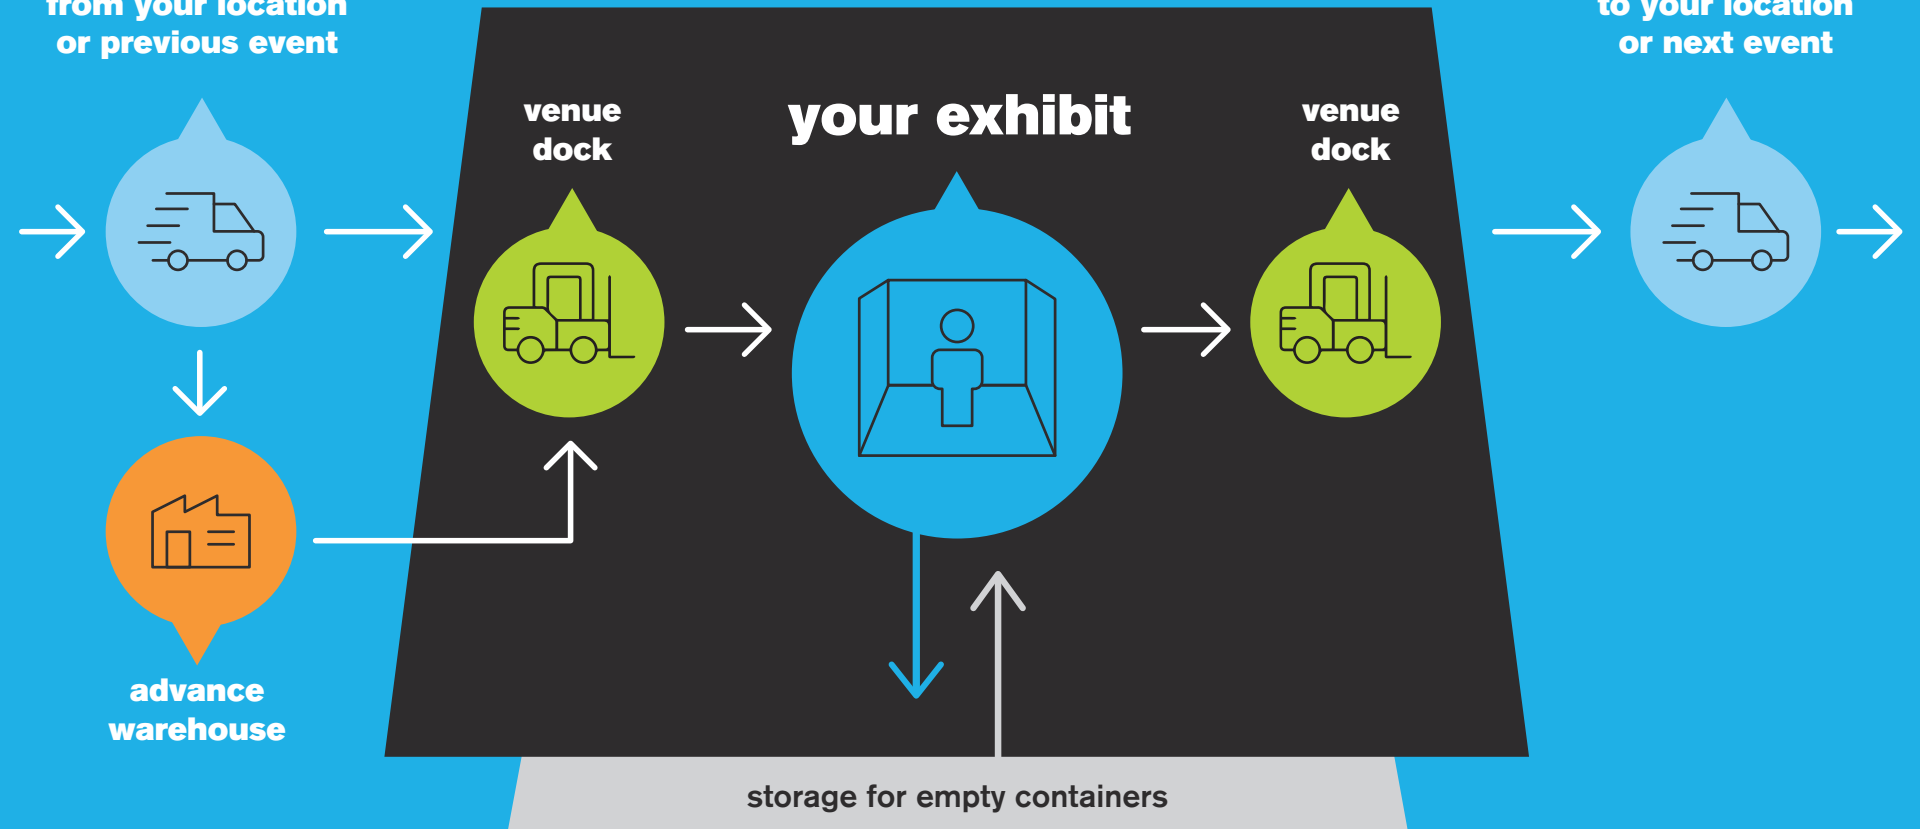 from your location
or previous event
to your location
or next event
venue
dock
your exhibit
venue
dock
advance
warehouse
storage for empty containers